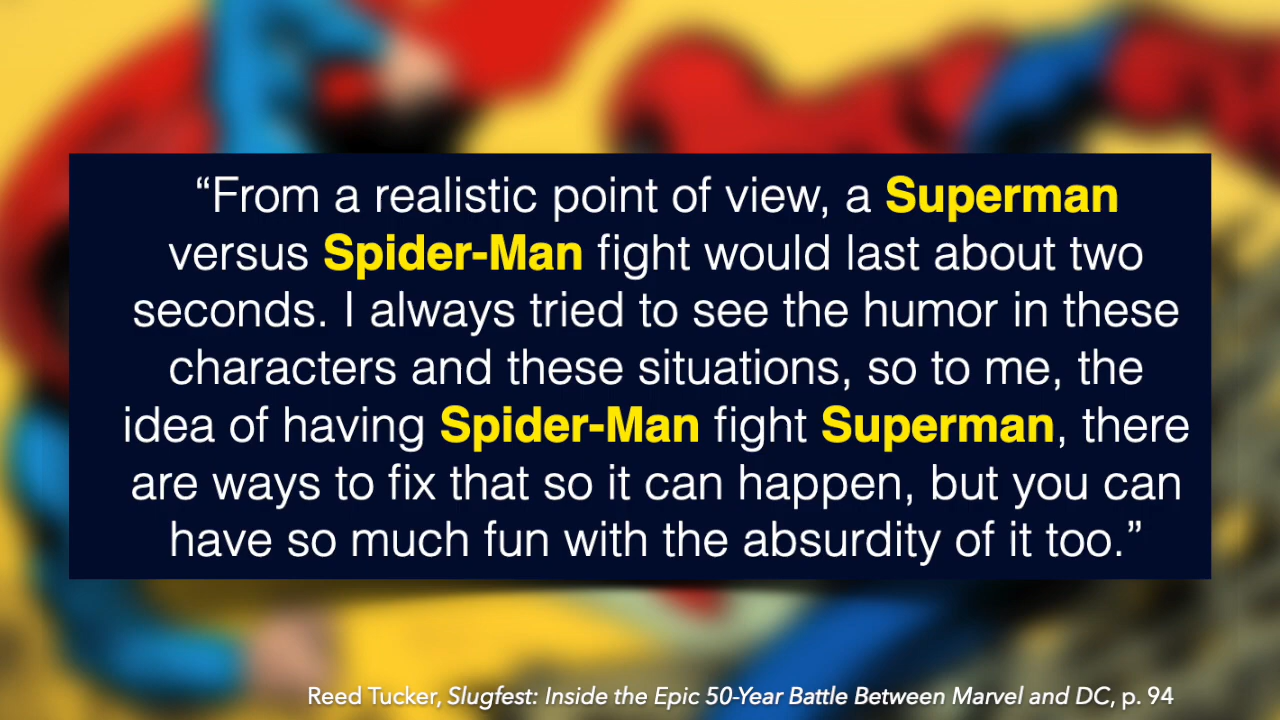 “From a realistic point of view, a Superman
versus Spider-Man fight would last about two
seconds. I always tried to see the humor in these
characters and these situations, so to me, the
idea of having Spider-Man fight Superman, there
are ways to fix that so it can happen, but you can
have so much fun with the absurdity of it too.”
Reed Tucker, Slugfest: Inside the Epic 50-Year Battle Between Marvel and DC, p. 94